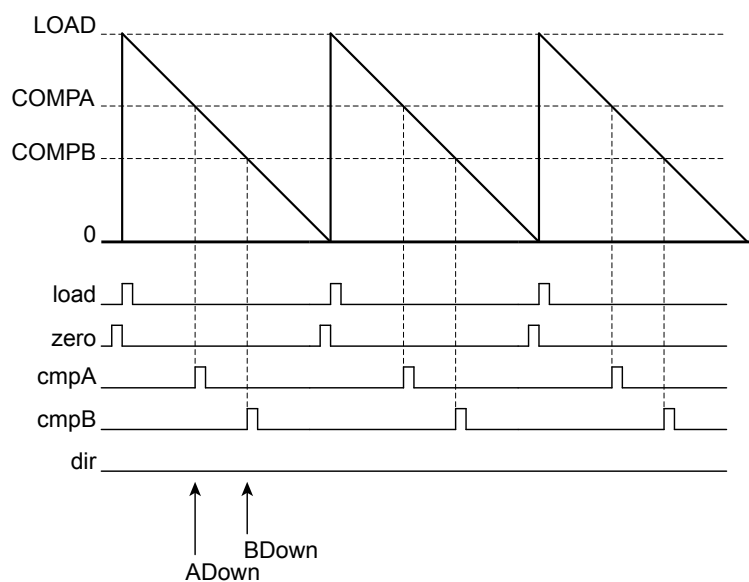 LOAD
COMPA
COMPB
0
load
zero
cmpA
cmpB
dir
BDown
ADown